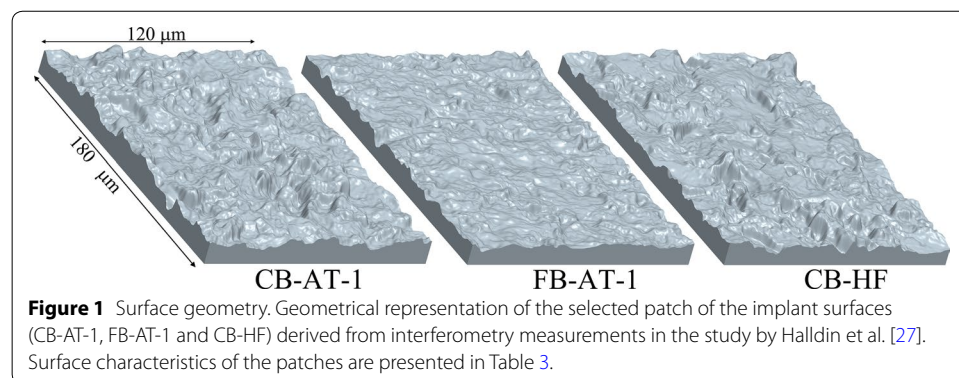 120 μm
180 μm
CB-AT-1
FB-AT-1
CB-HF
Figure 1 Surface geometry. Geometrical representation of the selected patch of the implant surfaces
(CB-AT-1, FB-AT-1 and CB-HF) derived from interferometry measurements in the study by Halldin et al. [27].
Surface characteristics of the patches are presented in Table 3.